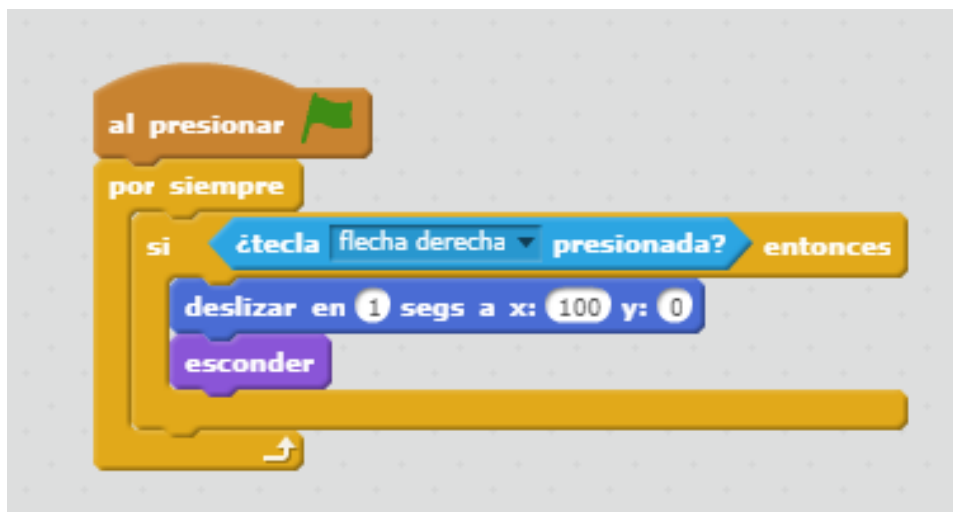 al presionar
por siempre
si ¿tecla flecha derecha presionada? entonces
deslizar en 1 segs a x: 100 y: 0
esconder